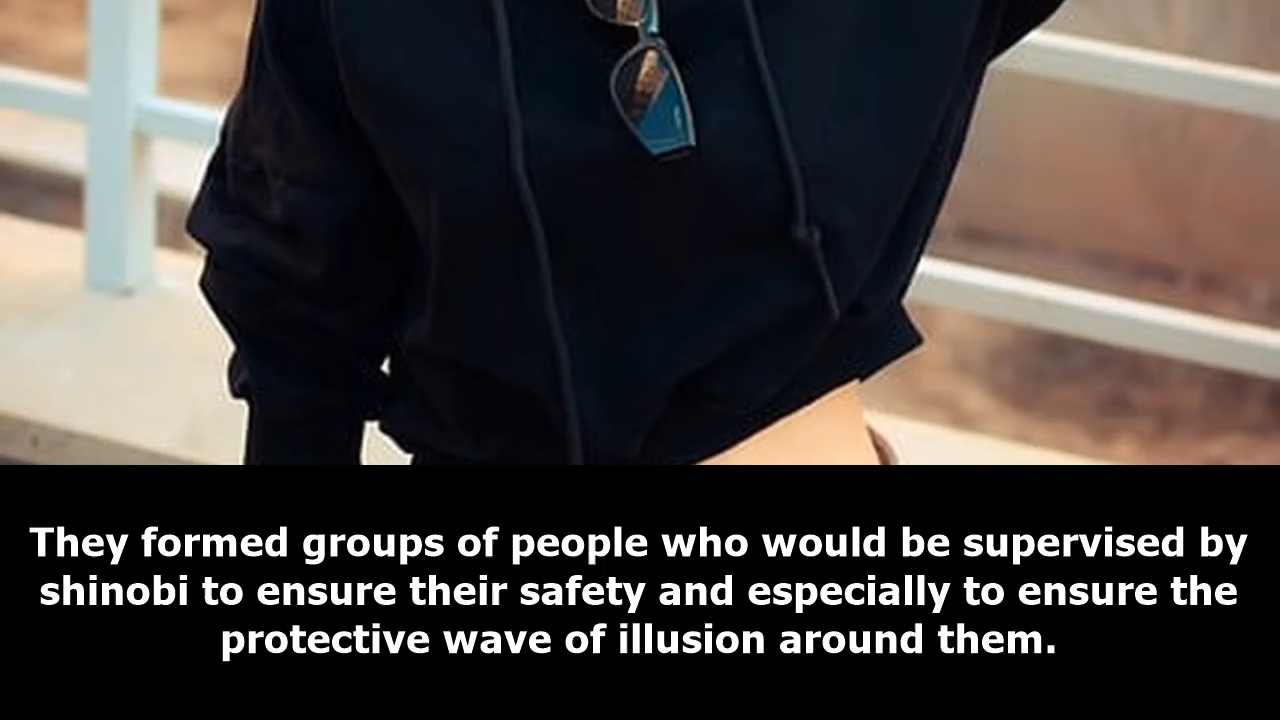 They formed groups of people who would be supervised by
shinobi to ensure their safety and especially to ensure the
protective wave of illusion around them.